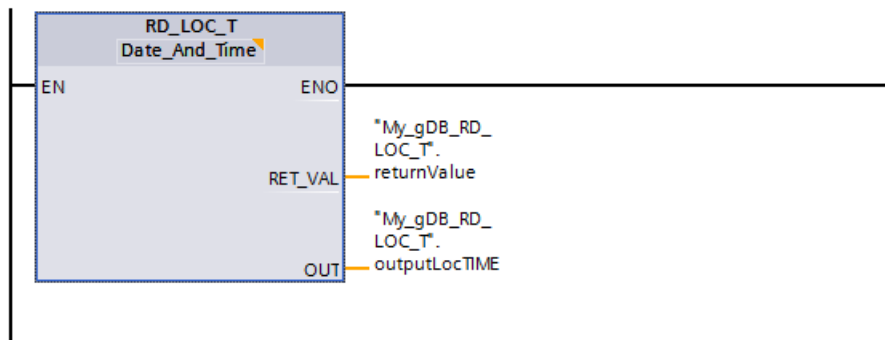 RD_LOC_T
Date_And_Time
EN
ENO
"My_gDB_RD_
LOC_T".
RET_VAL
returnValue
"My_gDB_RD_
LOC_T".
OUT
outputLocTIME